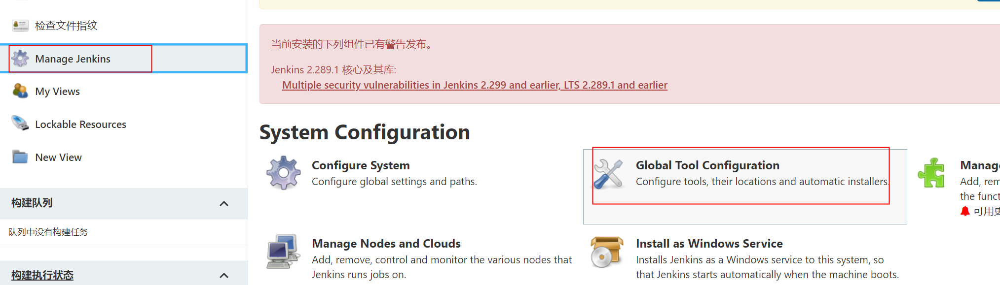 检查文件指纹
Manage Jenkins
My Views
Lockable Resources
New View
构建队列
队列中没有构建任务
构建执行状态
当前安装的下列组件已有警告发布。
Jenkins 2.289.1 核心及其库:
Multiple security vulnerabilities in Jenkins 2.299 and earlier, LTS 2.289.1 and earlier
System Configuration
Configure System
Configure global settings and paths.
Global Tool Configuration
Configure tools, their locations and automatic installers.
Manage
Add, rem
the funct
可用更
Manage Nodes and Clouds
Add, remove, control and monitor the various nodes that
Jenkins runs jobs on.
Install as Windows Service
Installs Jenkins as a Windows service to this system, so
that Jenkins starts automatically when the machine boots.